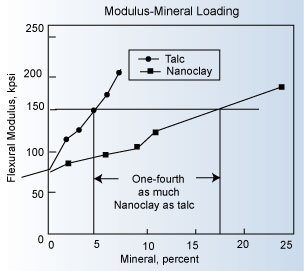 Modulus-Mineral Loading
Flexural Modulus, kpsi
250
200
150
100
50
0
Talc
Nanoclay
One-fourth
as much
Nanoclay as talc
0 5 10 15 20 25
Mineral, percent